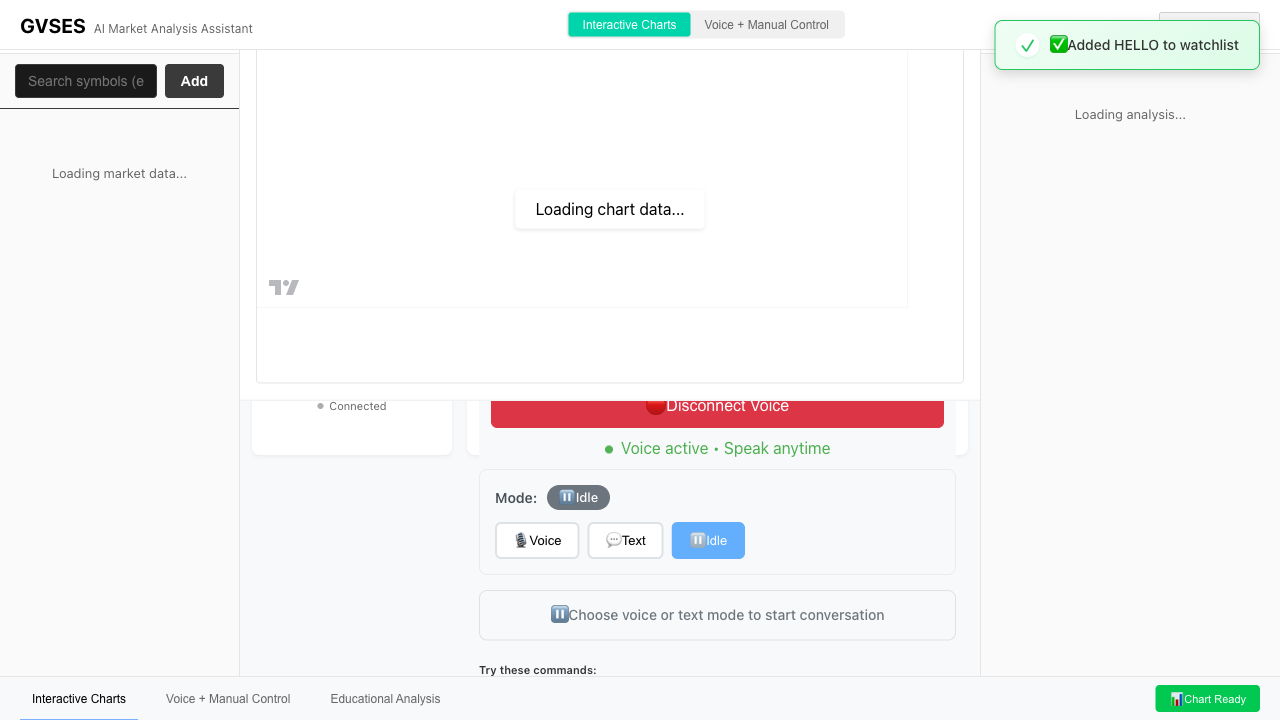 GVSES AI Market Analysis Assistant
Interactive Charts
Voice + Manual Control
✅Added HELLO to watchlist
Search symbols (e
Add
Loading market data...
Loading chart data...
Loading analysis...
Connected
Disconnect Voice
Voice active • Speak anytime
Mode: Idle
Voice
Text
Idle
Choose voice or text mode to start conversation
Try these commands:
Interactive Charts
Voice + Manual Control
Educational Analysis
Chart Ready